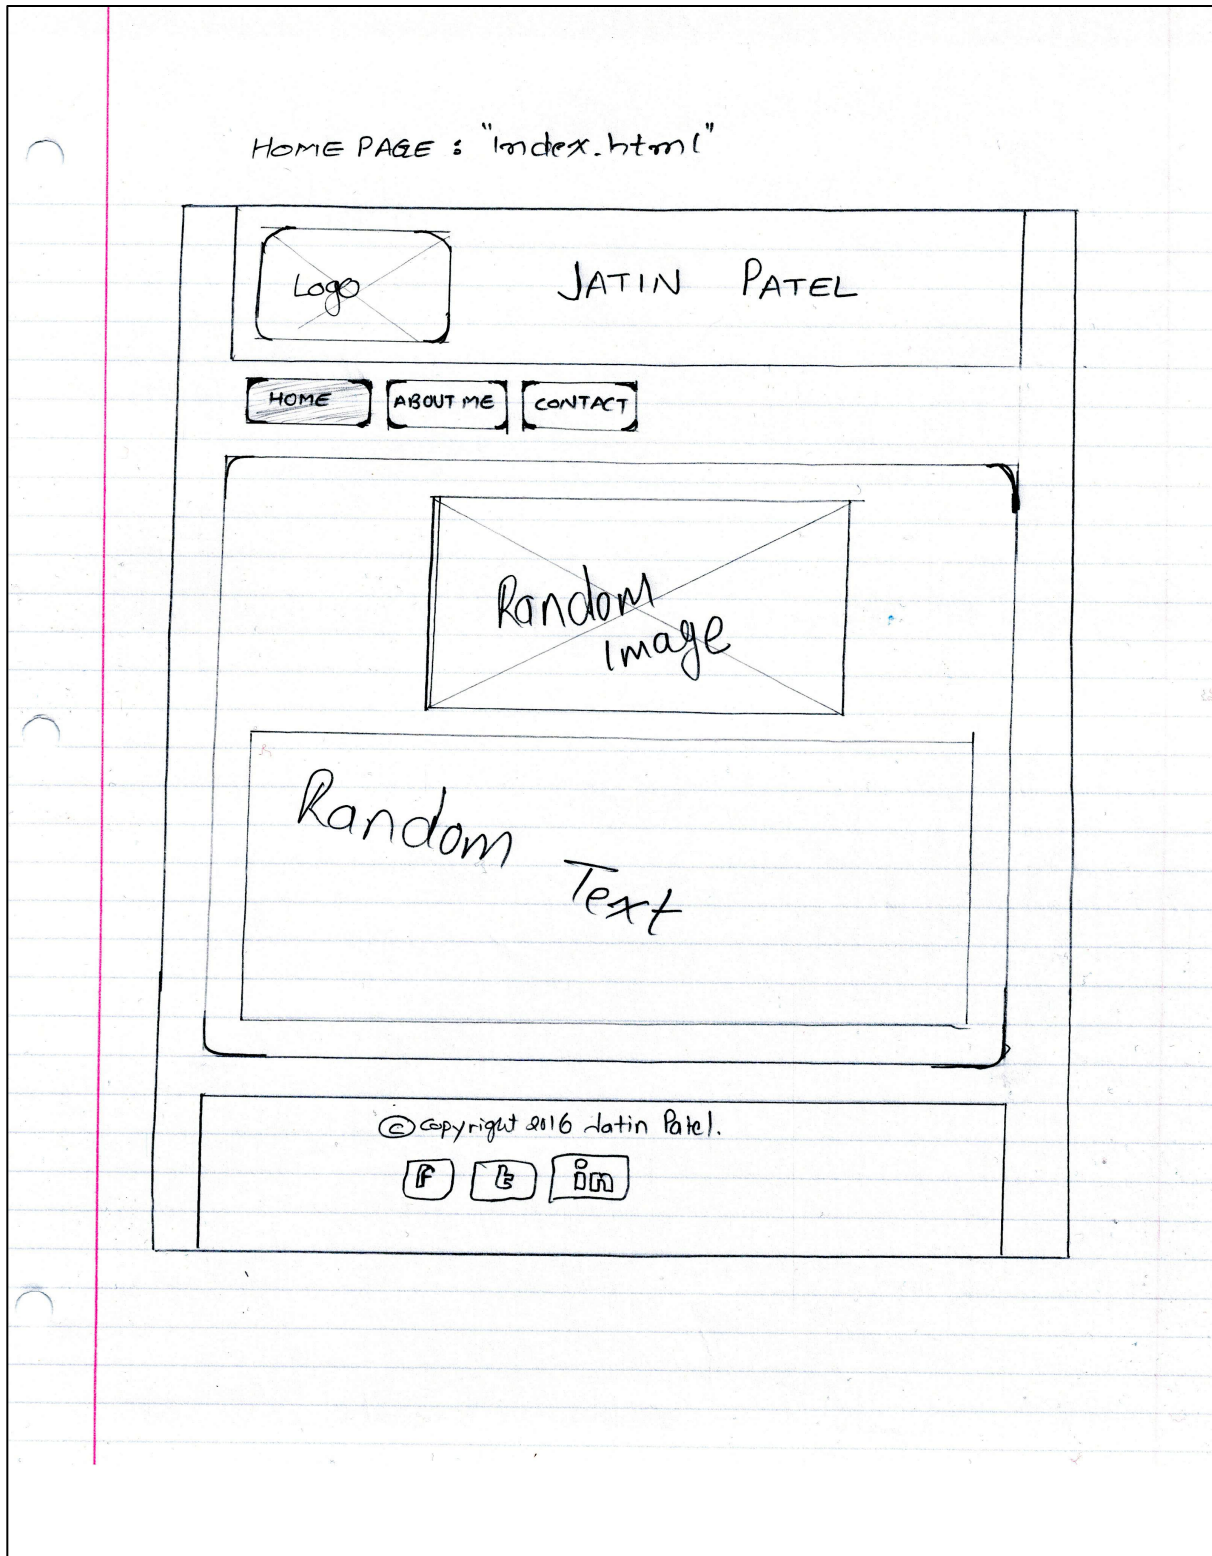 HOME PAGE : "index.html"
Logo
JATIN PATEL
HOME ABOUT ME CONTACT
Random
Image
Random
Text
© Copyright 2016 Jatin Patel.
f t in